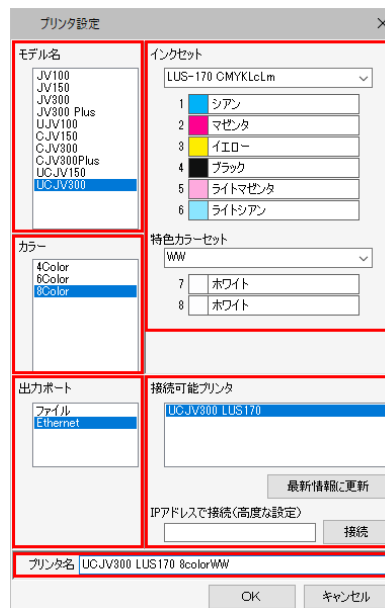 プリンタ設定
モデル名
JV100
JV150
JV300
JV300 Plus
UJV100
CJV150
CJV300
CJV300Plus
UCJV150
UCJV300
インクセット
LUS-170 CMYKLcLm
1 シアン
2 マゼンタ
3 イエロー
4 ブラック
5 ライトマゼンタ
6 ライトシアン
カラー
4Color
6Color
8Color
特色カラーセット
WW
7 ホワイト
8 ホワイト
出力ポート
ファイル
Ethernet
接続可能プリンタ
UCJV300 LUS170
最新情報に更新
IPアドレスで接続(高度な設定)
接続
プリンタ名 UCJV300 LUS170 8colorWW
OK キャンセル